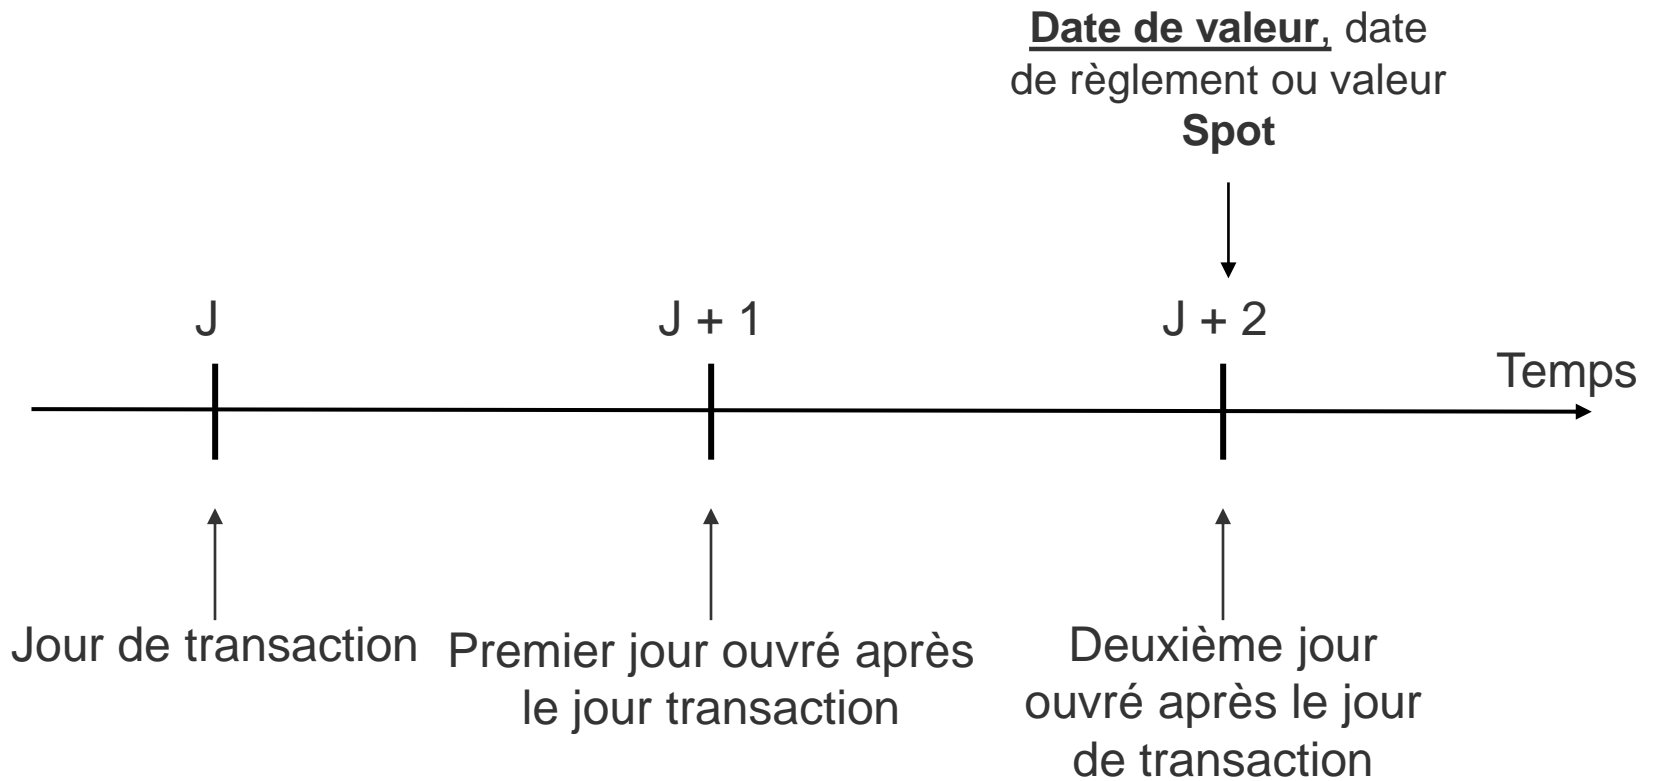 Date de valeur, date
de règlement ou valeur
Spot
J
J + 1
J + 2
Temps
Jour de transaction
Premier jour ouvré après
le jour transaction
Deuxième jour
ouvré après le jour
de transaction